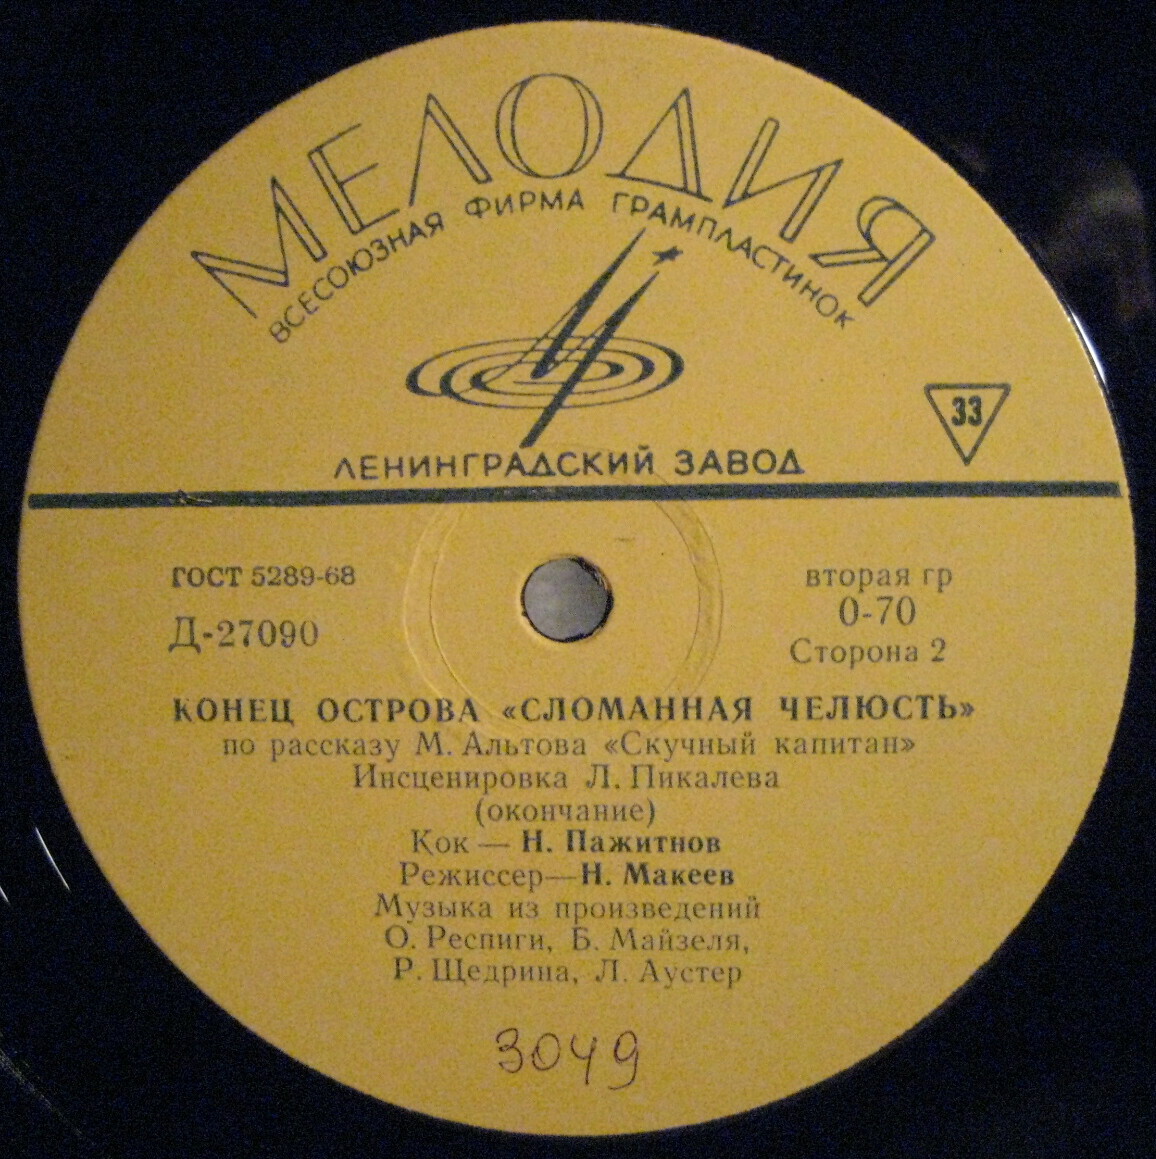 МЕЛОДИЯ
ВСЕСОЮЗНАЯ ФИРМА ГРАМПЛАСТИНОК
33
ЛЕНИНГРАДСКИЙ ЗАВОД
ГОСТ 5289-68
вторая гр
Д-27090
0-70
Сторона 2
КОНЕЦ ОСТРОВА «СЛОМАННАЯ ЧЕЛЮСТЬ»
по рассказу М. Альтова «Скучный капитан»
Инсценировка Л. Пикалева
(окончание)
Кок — Н. Пажитнов
Режиссер—Н. Макеев
Музыка из произведений
О. Респиги, Б. Майзеля,
Р. Щедрина, Л. Аустер
3049